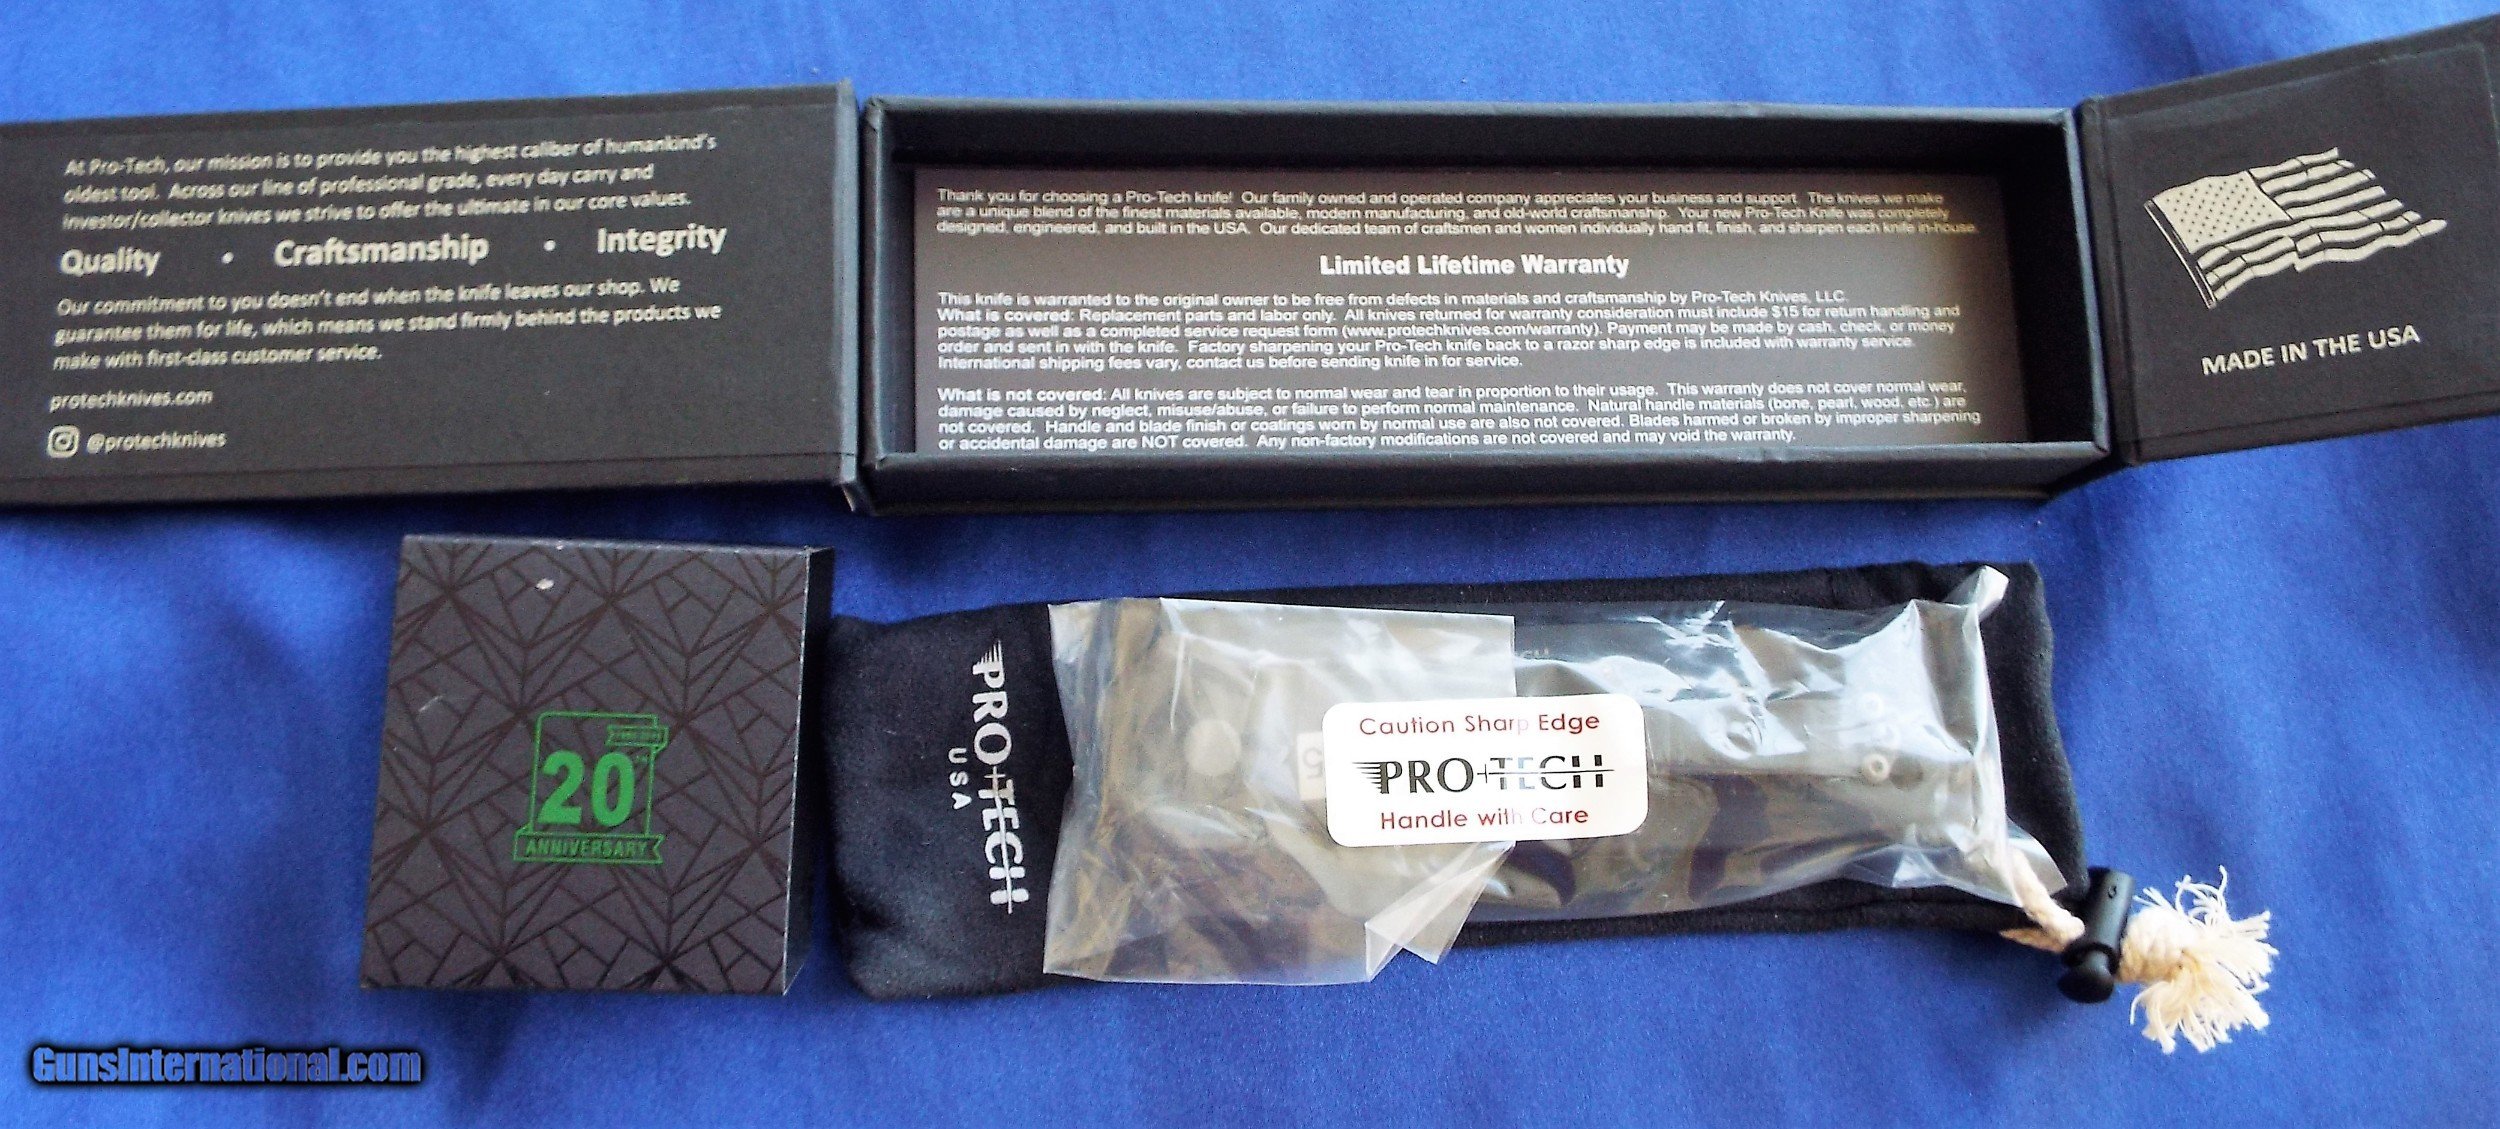 At Pro-Tech, our mission is to provide you the highest caliber of humankind's
oldest tool. Across our line of professional grade, every day carry and
investor/collector knives we strive to offer the ultimate in our core values.
Quality • Craftsmanship • Integrity
Our commitment to you doesn't end when the knife leaves our shop. We
guarantee them for life, which means we stand firmly behind the products we
make with first-class customer service.
protechknives.com
@protechknives
Thank you for choosing a Pro-Tech knife! Our family owned and operated company appreciates your business and support. The knives we make
are a unique blend of the finest materials available, modern manufacturing, and old-world craftsmanship. Your new Pro-Tech Knife was completely
designed, engineered, and built in the USA. Our dedicated team of craftsmen and women individually hand fit, finish, and sharpen each knife in-house.
Limited Lifetime Warranty
This knife is warranted to the original owner to be free from defects in materials and craftsmanship by Pro-Tech Knives, LLC.
What is covered: Replacement parts and labor only. All knives returned for warranty consideration must include $15 for return handling and
postage as well as a completed service request form (www.protechknives.com/warranty). Payment may be made by cash, check, or money
order and sent in with the knife. Factory sharpening your Pro-Tech knife back to a razor sharp edge is included with warranty service.
International shipping fees vary, contact us before sending knife in for service.
What is not covered: All knives are subject to normal wear and tear in proportion to their usage. This warranty does not cover normal wear,
damage caused by neglect, misuse/abuse, or failure to perform normal maintenance. Natural handle materials (bone, pearl, wood, etc.) are
not covered. Handle and blade finish or coatings worn by normal use are also not covered. Blades harmed or broken by improper sharpening
or accidental damage are NOT covered. Any non-factory modifications are not covered and may void the warranty.
MADE IN THE USA
20
ANNIVERSARY
PRO+TECH
USA
5
Caution Sharp Edge
PRO+TECH
Handle with Care
GunsInternational.com